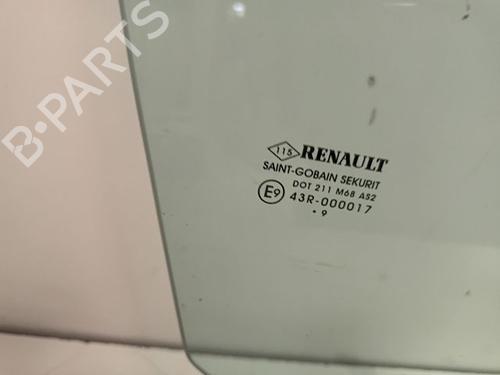 B-PARTS
115 RENAULT
SAINT-GOBAIN SEKURIT
DOT 211 M68 AS2
E9 43R-000017
. 9